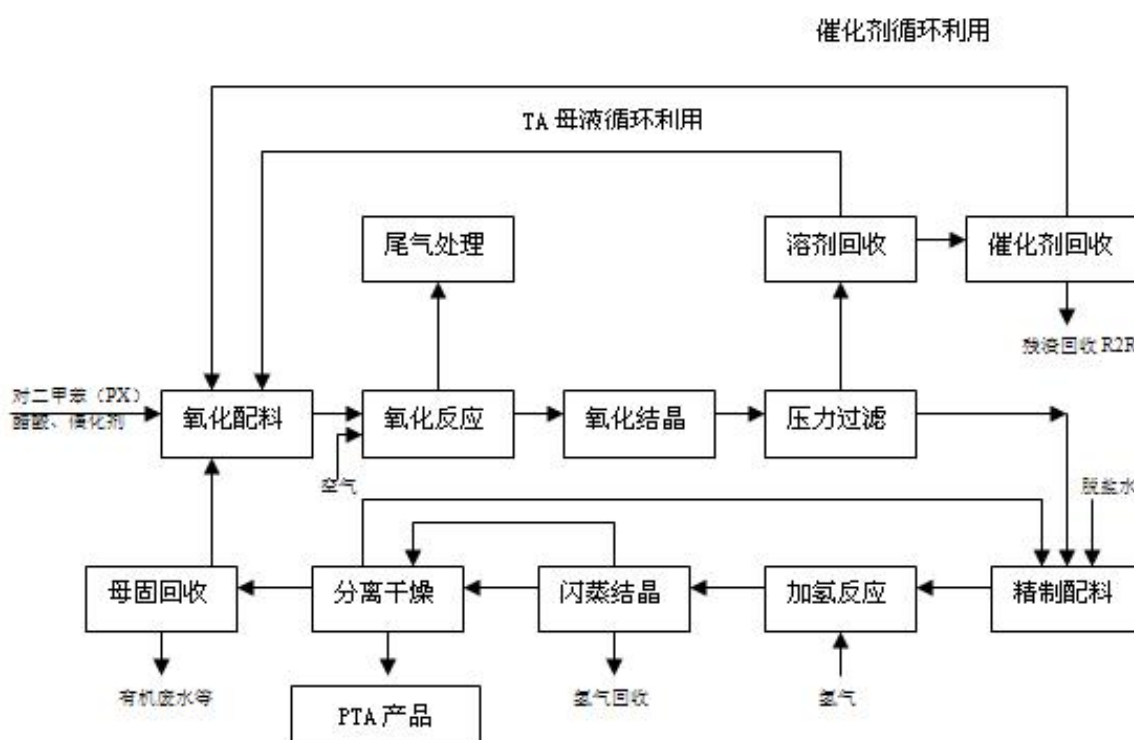 催化剂循环利用
TA 母液循环利用
尾气处理
溶剂回收
催化剂回收
残渣回收 R2R
对二甲苯（PX）
醋酸、催化剂
氧化配料
氧化反应
氧化结晶
压力过滤
空气
脱盐水
母固回收
分离干燥
闪蒸结晶
加氢反应
精制配料
有机废水等
PTA 产品
氢气回收
氢气